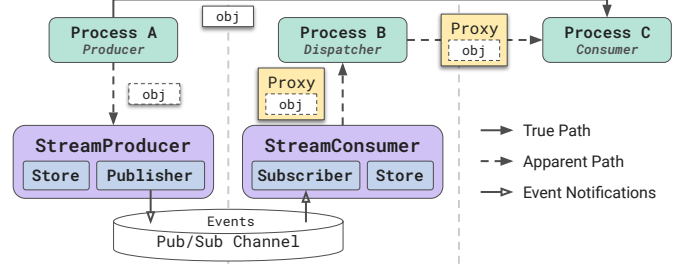 obj
Process A
Producer
Process B
Dispatcher
Proxy
obj
Process C
Consumer
obj
Proxy
obj
StreamProducer
Store
Publisher
StreamConsumer
Subscriber
Store
True Path
Apparent Path
Event Notifications
Events
Pub/Sub Channel